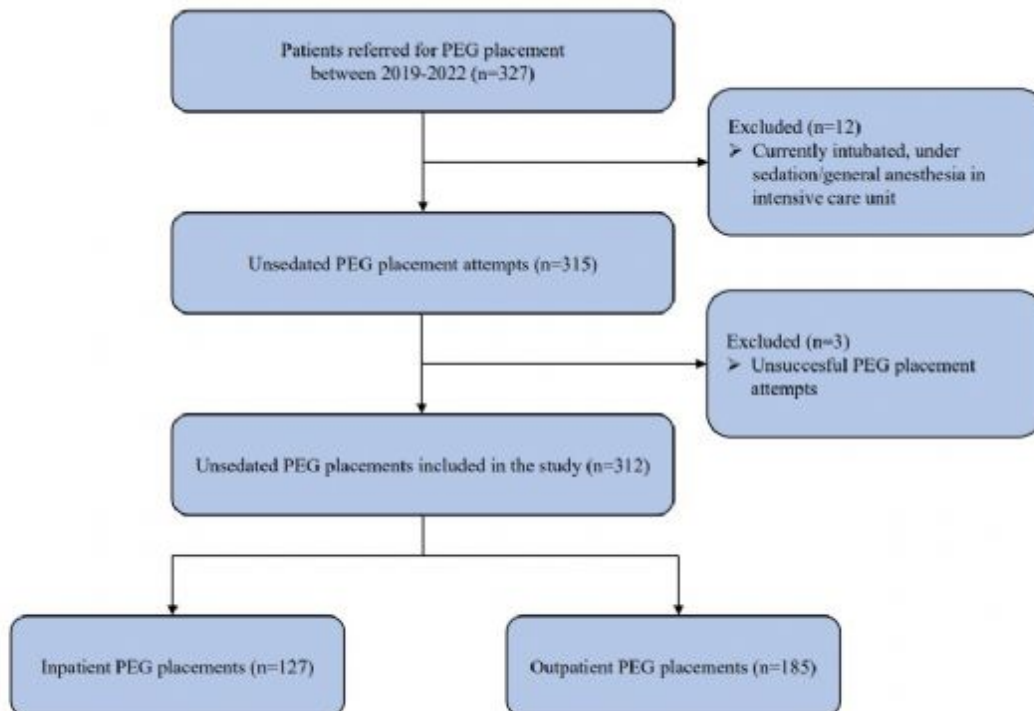 Patients referred for PEG placement
between 2019-2022 (n=327)
Excluded (n=12)
➢ Currently intubated, under
sedation/general anesthesia in
intensive care unit
Unsedated PEG placement attempts (n=315)
Excluded (n=3)
➢ Unsuccesful PEG placement
attempts
Unsedated PEG placements included in the study (n=312)
Inpatient PEG placements (n=127)
Outpatient PEG placements (n=185)